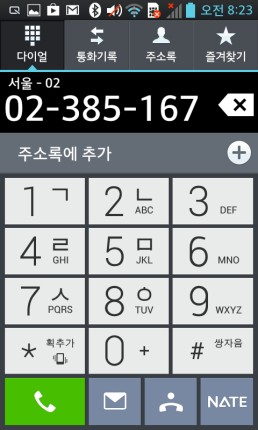 오전 8:23
다이얼 통화기록 주소록 즐겨찾기
서울 - 02
02-385-167
주소록에 추가
1 ㄱ 2 ㄴ ABC 3 DEF
4 ㄹ GHI 5 ㅁ JKL 6 MNO
7 ㅅ PQRS 8 ㅇ TUV 9 WXYZ
* 획추가 0 + # 쌍자음
NATE